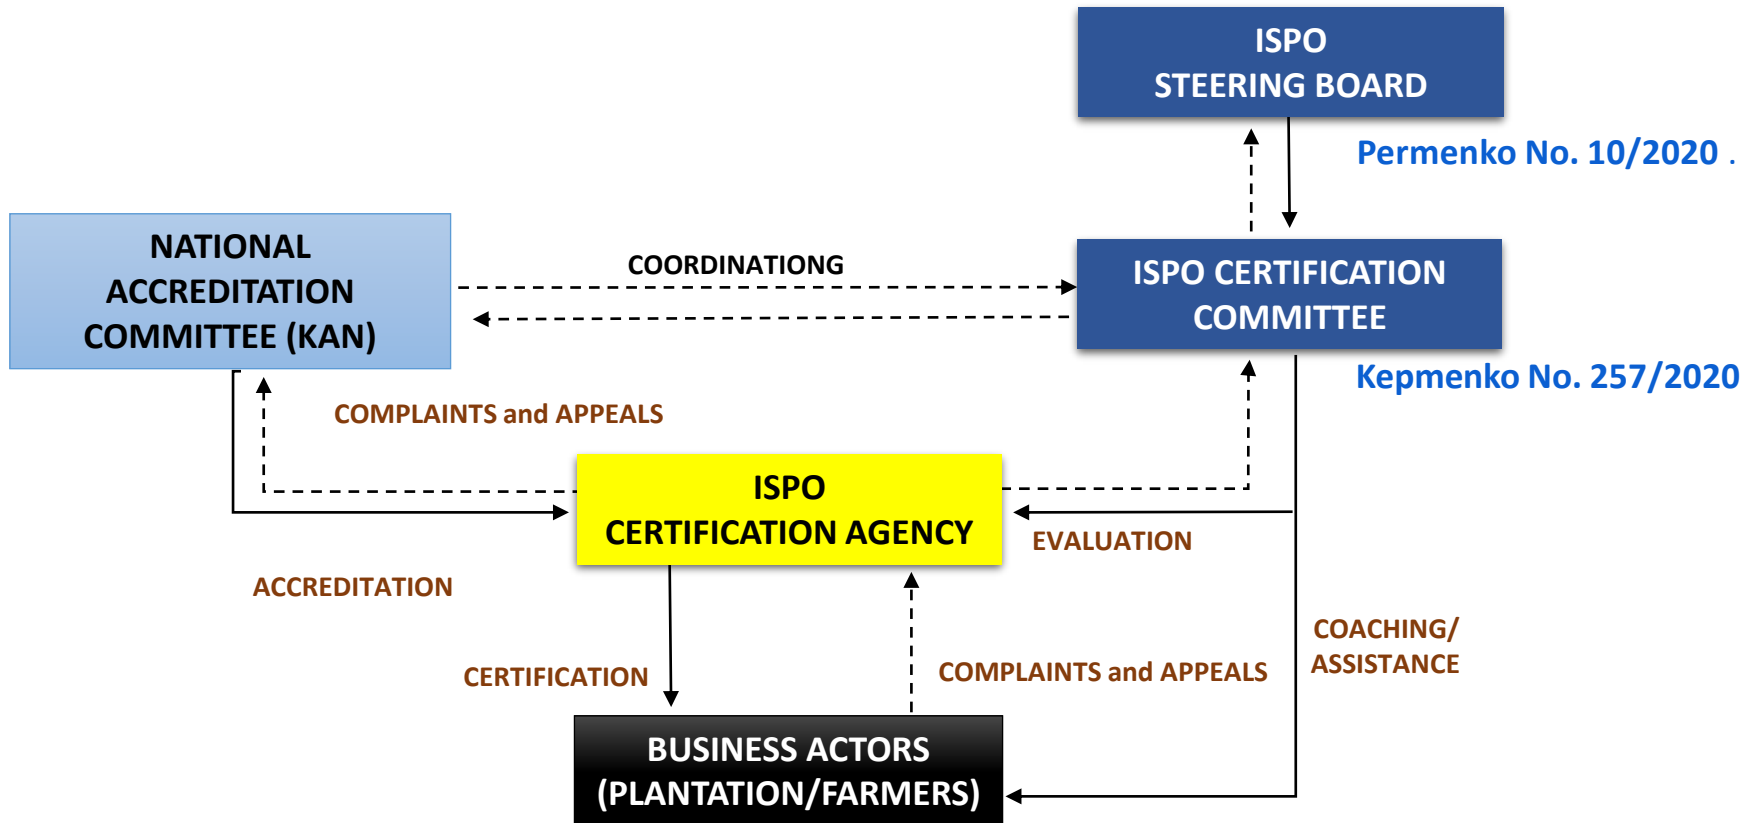 ISPO
STEERING BOARD
Permenko No. 10/2020 .
NATIONAL
ACCREDITATION
COMMITTEE (KAN)
COORDINATIONG
ISPO CERTIFICATION
COMMITTEE
Kepmenko No. 257/2020
COMPLAINTS and APPEALS
ISPO
CERTIFICATION AGENCY
EVALUATION
ACCREDITATION
COACHING/
ASSISTANCE
CERTIFICATION
COMPLAINTS and APPEALS
BUSINESS ACTORS
(PLANTATION/FARMERS)